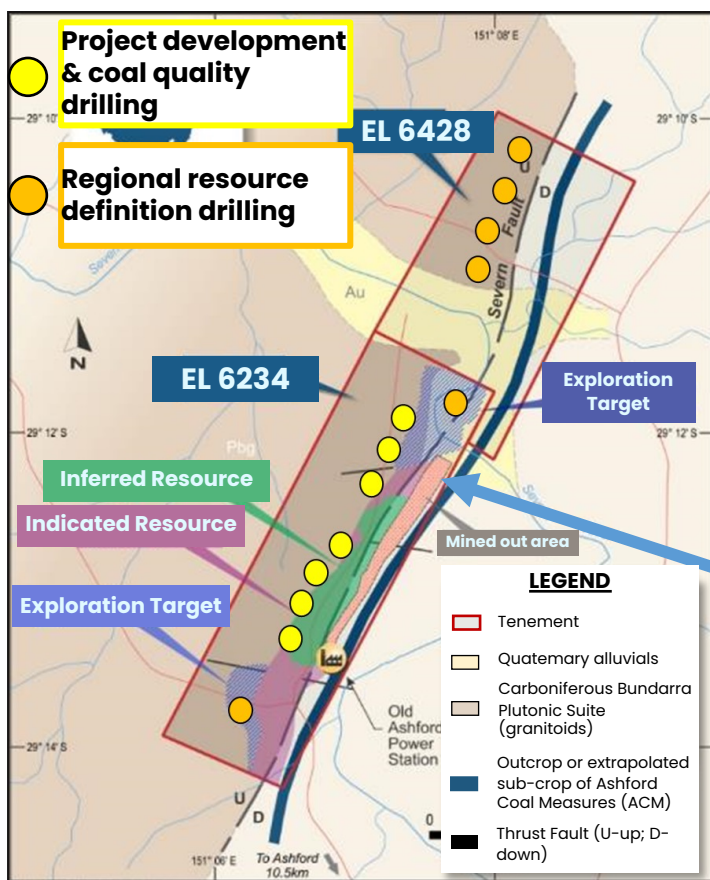 Project development
& coal quality
drilling
Regional resource
definition drilling
151° 08' E
29° 10' S
EL 6428
U
D
Severn Fault
Au
N
EL 6234
Exploration
Target
29° 12' S
29° 12' S
Pbg
Inferred Resource
Indicated Resource
Mined out area
Exploration Target
Old
Ashford
Power
Station
29° 14' S
U
D
0
151° 06' E
To Ashford
10.5km
LEGEND
Tenement
Quatemary alluvials
Carboniferous Bundarra
Plutonic Suite
(granitoids)
Outcrop or extrapolated
sub-crop of Ashford
Coal Measures (ACM)
Thrust Fault (U-up; D-
down)